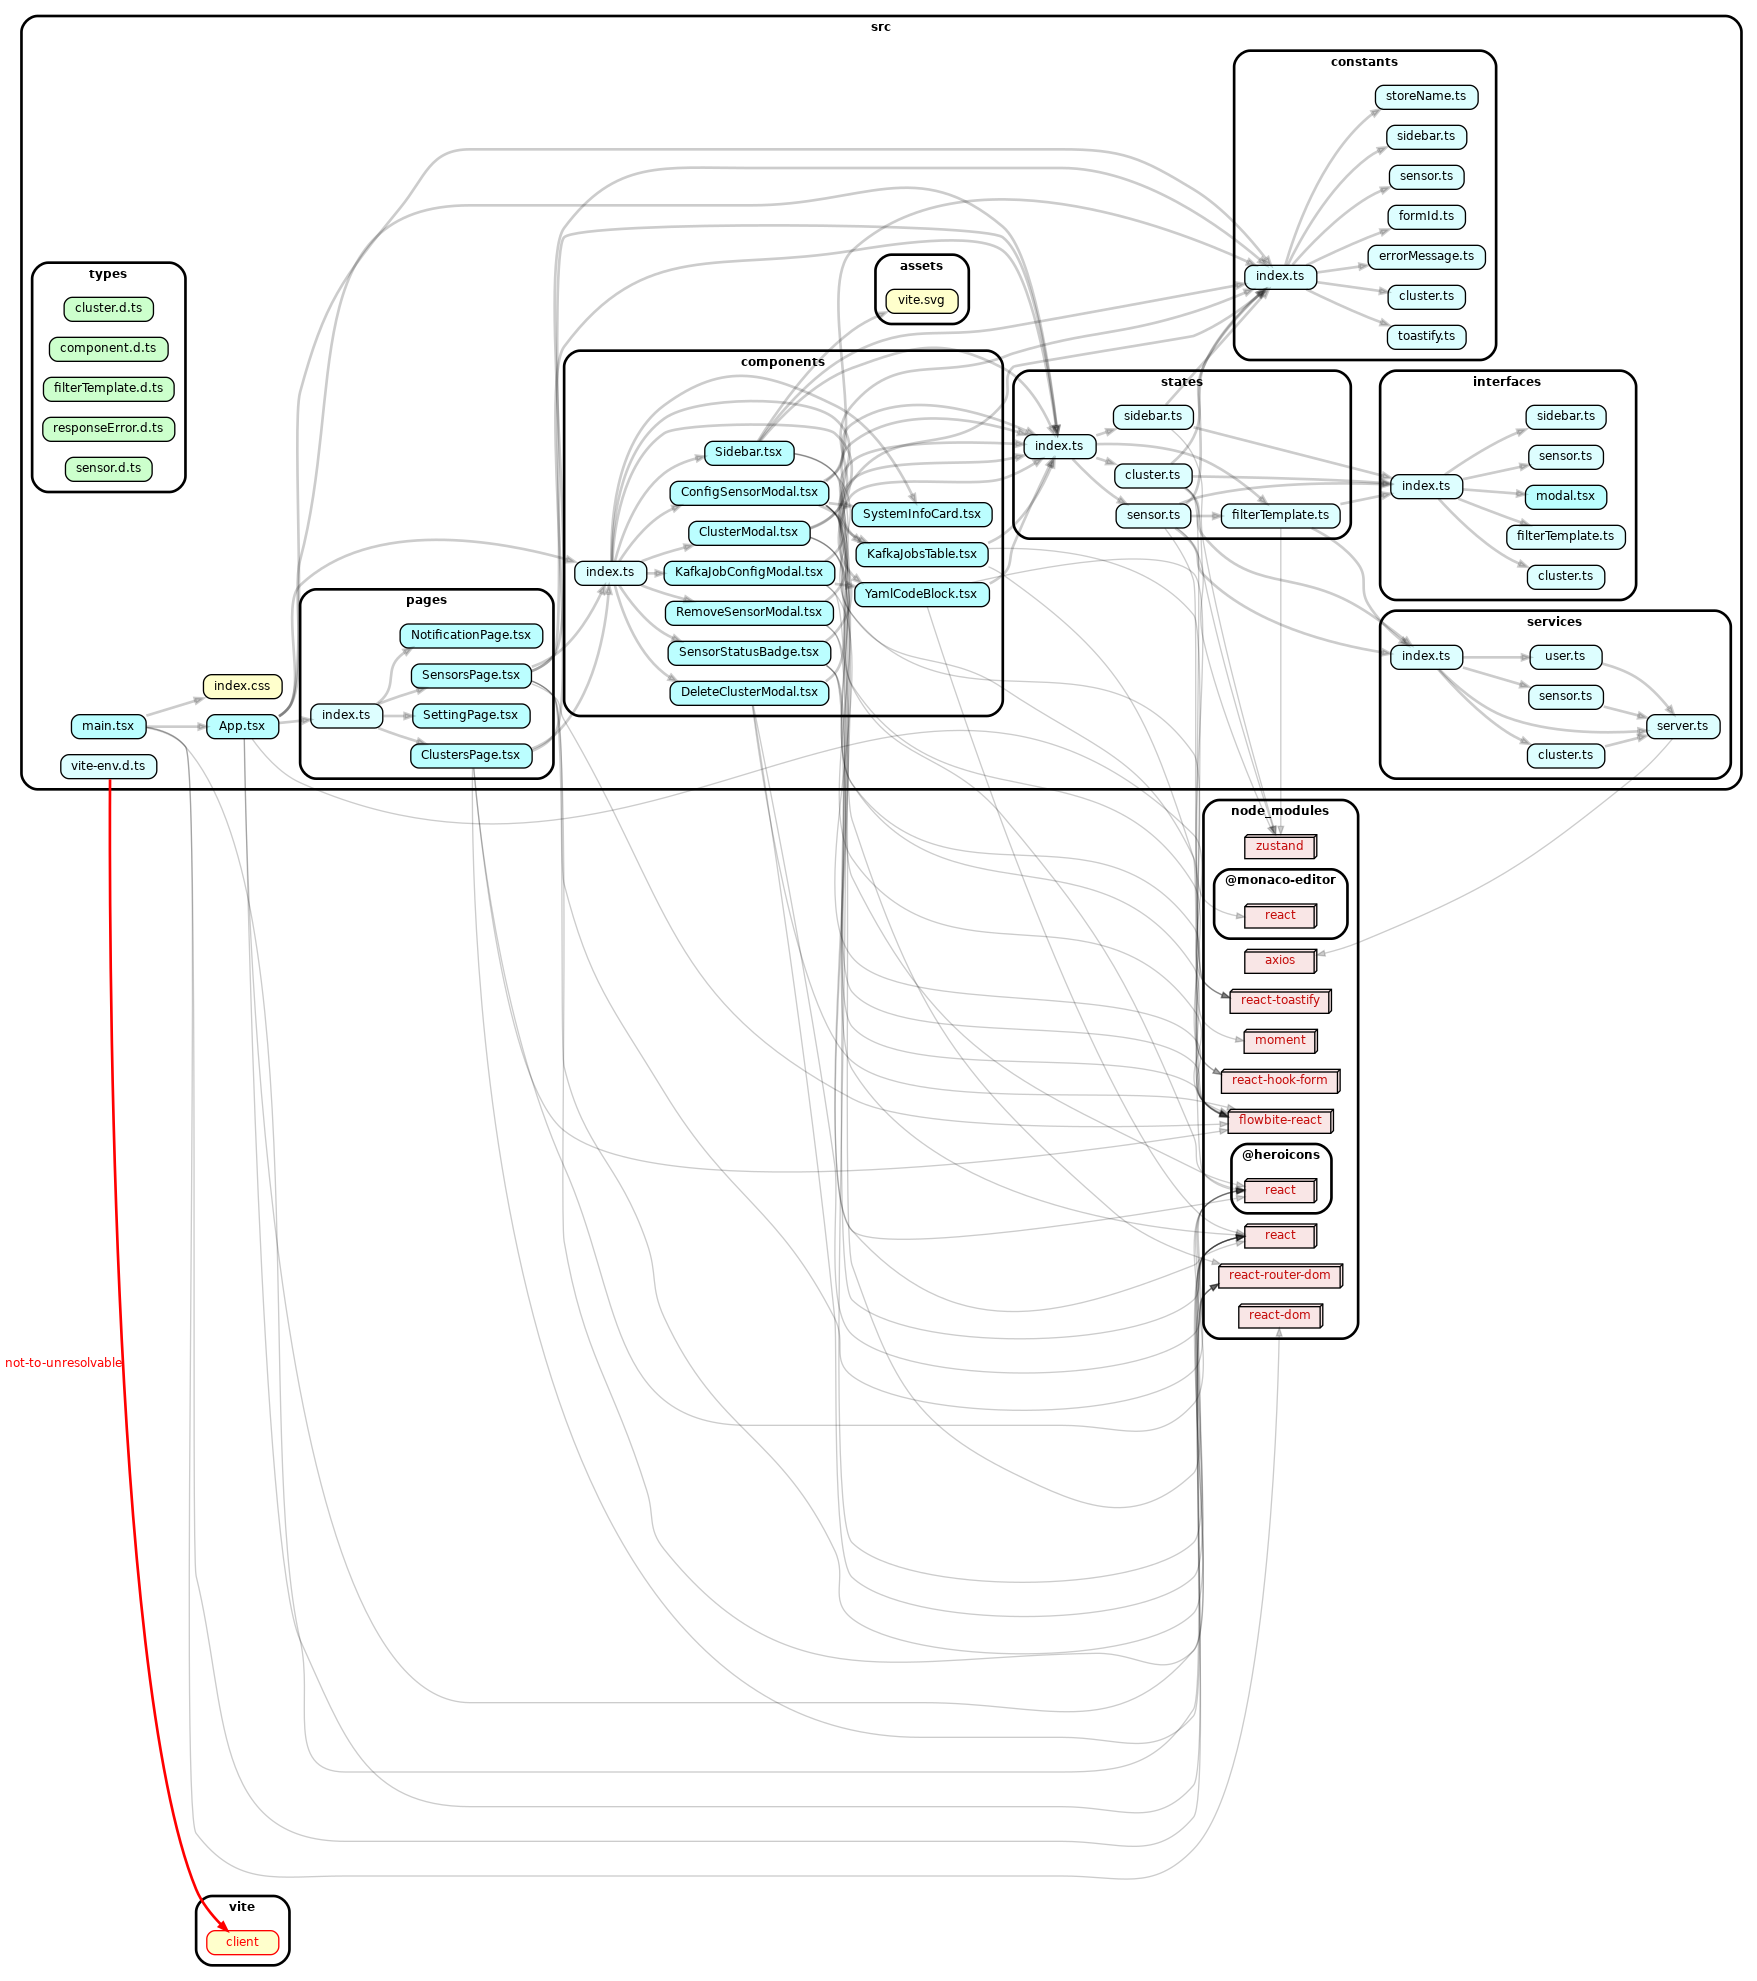 src
constants
storeName.ts
sidebar.ts
sensor.ts
formId.ts
errorMessage.ts
index.ts
cluster.ts
toastify.ts
types
cluster.d.ts
component.d.ts
filterTemplate.d.ts
responseError.d.ts
sensor.d.ts
assets
vite.svg
components
Sidebar.tsx
ConfigSensorModal.tsx
ClusterModal.tsx
index.ts
KafkaJobConfigModal.tsx
RemoveSensorModal.tsx
SensorStatusBadge.tsx
DeleteClusterModal.tsx
SystemInfoCard.tsx
KafkaJobsTable.tsx
YamlCodeBlock.tsx
states
index.ts
sidebar.ts
cluster.ts
sensor.ts
filterTemplate.ts
interfaces
index.ts
sidebar.ts
sensor.ts
modal.tsx
filterTemplate.ts
cluster.ts
services
index.ts
user.ts
sensor.ts
server.ts
cluster.ts
pages
NotificationPage.tsx
SensorsPage.tsx
index.ts
SettingPage.tsx
ClustersPage.tsx
index.css
main.tsx
App.tsx
vite-env.d.ts
node_modules
zustand
@monaco-editor
react
axios
react-toastify
moment
react-hook-form
flowbite-react
@heroicons
react
react
react-router-dom
react-dom
not-to-unresolvable
vite
client